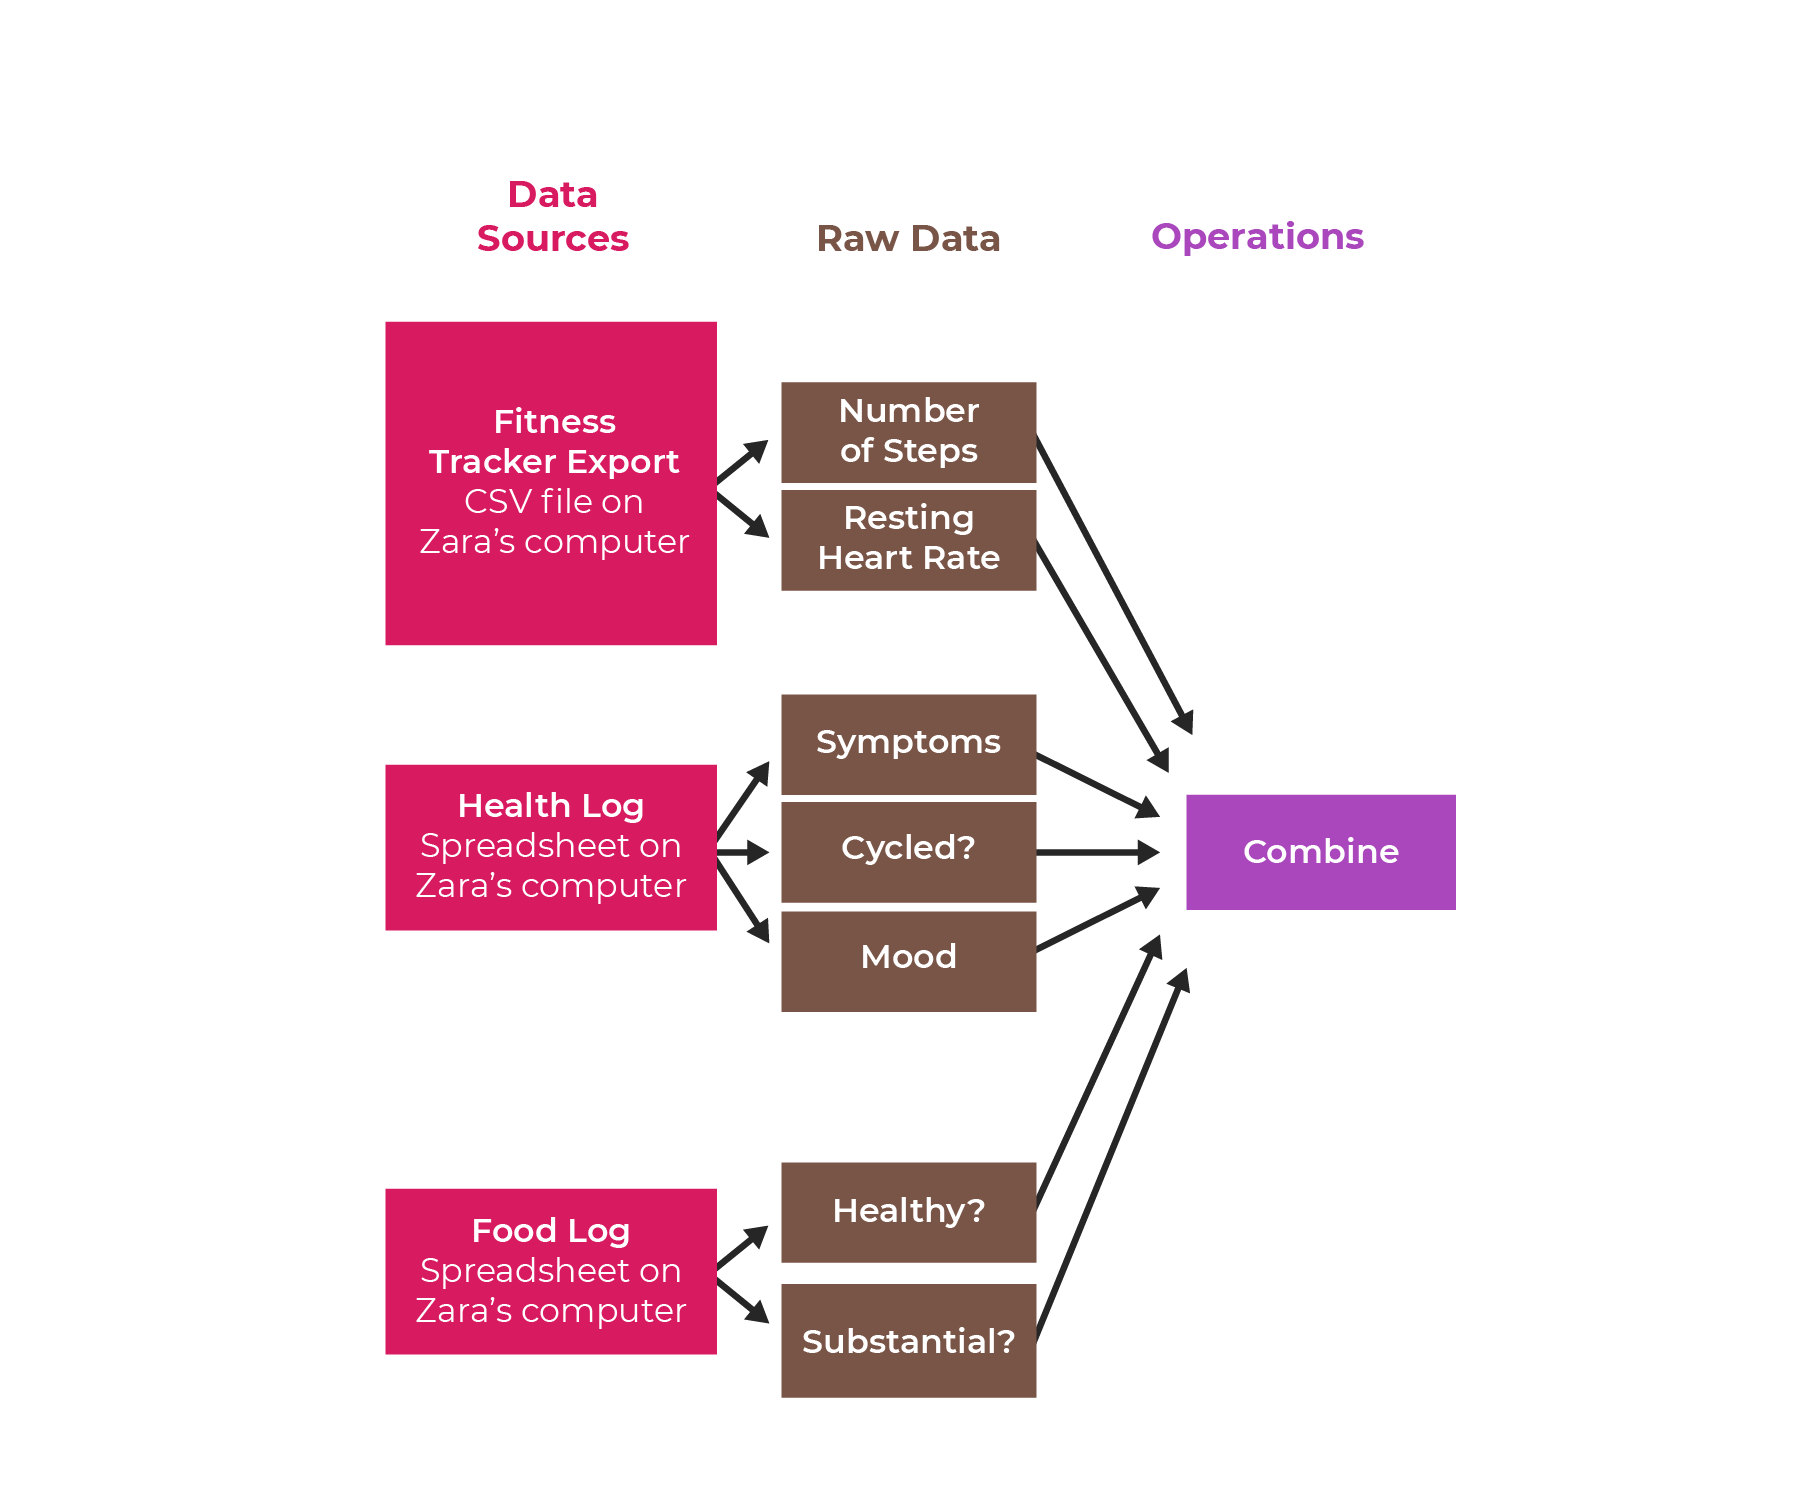 Data
Sources
Raw Data
Operations
Fitness
Tracker Export
CSV file on
Zara’s computer
Number
of Steps
Resting
Heart Rate
Health Log
Spreadsheet on
Zara’s computer
Symptoms
Cycled?
Mood
Combine
Food Log
Spreadsheet on
Zara’s computer
Healthy?
Substantial?